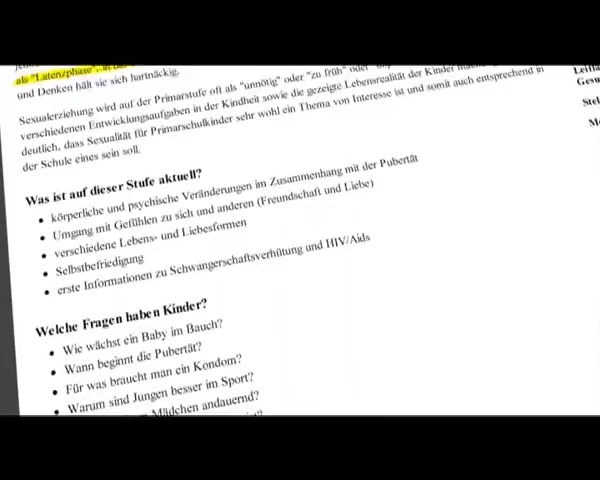 als "Latenzphase", in der
und Denken hält sie sich hartnäckig.
Sexualerziehung wird auf der Primarstufe oft als "unnötig" oder "zu früh" oder
verschiedenen Entwicklungsaufgaben in der Kindheit sowie die gezeigte Lebensrealität der Kinder
deutlich, dass Sexualität für Primarschulkinder sehr wohl ein Thema von Interesse ist und somit auch entsprechend in
der Schule eines sein soll.
Was ist auf dieser Stufe aktuell?
• körperliche und psychische Veränderungen im Zusammenhang mit der Pubertät
• Umgang mit Gefühlen zu sich und anderen (Freundschaft und Liebe)
• verschiedene Lebens- und Liebesformen
• Selbstbefriedigung
• erste Informationen zu Schwangerschaftsverhütung und HIV/Aids
Welche Fragen haben Kinder?
• Wie wächst ein Baby im Bauch?
• Wann beginnt die Pubertät?
• Für was braucht man ein Kondom?
• Warum sind Jungen besser im Sport?
Mädchen andauernd?